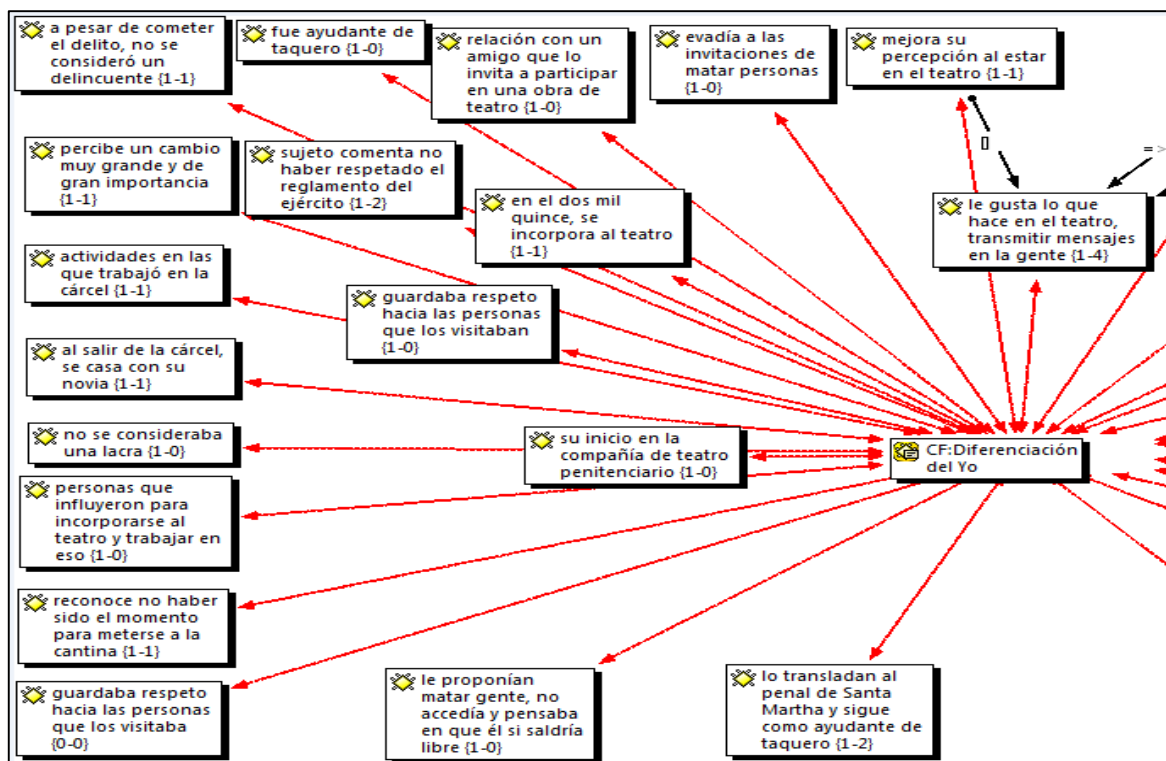 a pesar de cometer
el delito, no se
consideró un
delincuente {1-1}
fue ayudante de
taquero {1-0}
relación con un
amigo que lo
invita a participar
en una obra de
teatro {1-0}
evadía a las
invitaciones de
matar personas
{1-0}
mejora su
percepción al estar
en el teatro {1-1}
[]
= >
percibe un cambio
muy grande y de
gran importancia
{1-1}
sujeto comenta no
haber respetado el
reglamento del
ejército {1-2}
en el dos mil
quince, se
incorpora al teatro
{1-1}
le gusta lo que
hace en el teatro,
transmitir mensajes
en la gente {1-4}
actividades en las
que trabajó en la
cárcel {1-1}
guardaba respeto
hacia las personas
que los visitaban
{1-0}
al salir de la cárcel,
se casa con su
novia {1-1}
no se consideraba
una lacra {1-0}
su inicio en la
compañía de teatro
penitenciario {1-0}
CF:Diferenciación
del Yo
personas que
influyeron para
incorporarse al
teatro y trabajar en
eso {1-0}
reconoce no haber
sido el momento
para meterse a la
cantina {1-1}
guardaba respeto
hacia las personas
que los visitaba
{0-0}
le proponían
matar gente, no
accedía y pensaba
en que él si saldría
libre {1-0}
lo transladan al
penal de Santa
Martha y sigue
como ayudante de
taquero {1-2}